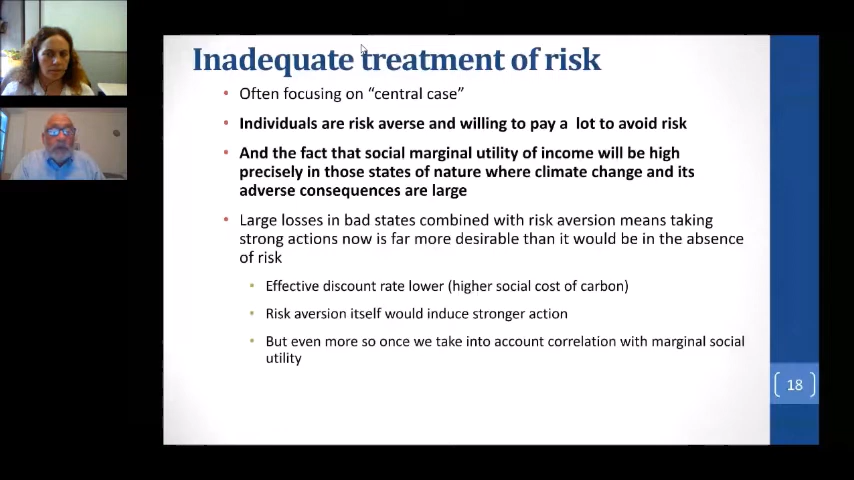 Inadequate treatment of risk
• Often focusing on “central case”
• Individuals are risk averse and willing to pay a lot to avoid risk
• And the fact that social marginal utility of income will be high
precisely in those states of nature where climate change and its
adverse consequences are large
• Large losses in bad states combined with risk aversion means taking
strong actions now is far more desirable than it would be in the absence
of risk
• Effective discount rate lower (higher social cost of carbon)
• Risk aversion itself would induce stronger action
• But even more so once we take into account correlation with marginal social
utility
18